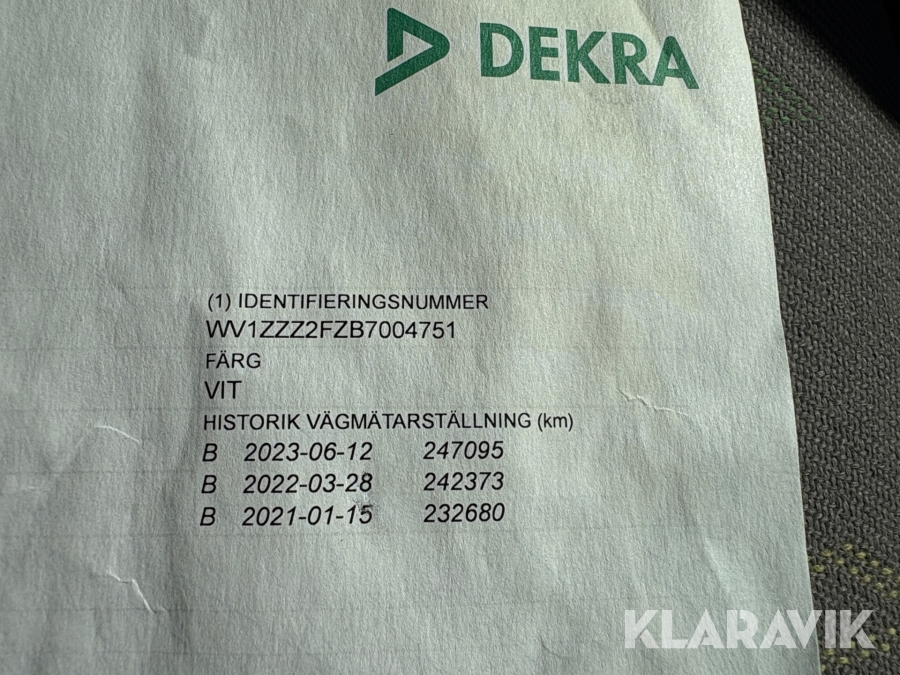 DEKRA
(1) IDENTIFIERINGSNUMMER
WV1ZZZ2FZB7004751
FÄRG
VIT
HISTORIK VÄGMÄTARSTÄLLNING (km)
B 2023-06-12 247095
B 2022-03-28 242373
B 2021-01-15 232680
KLARAVIK